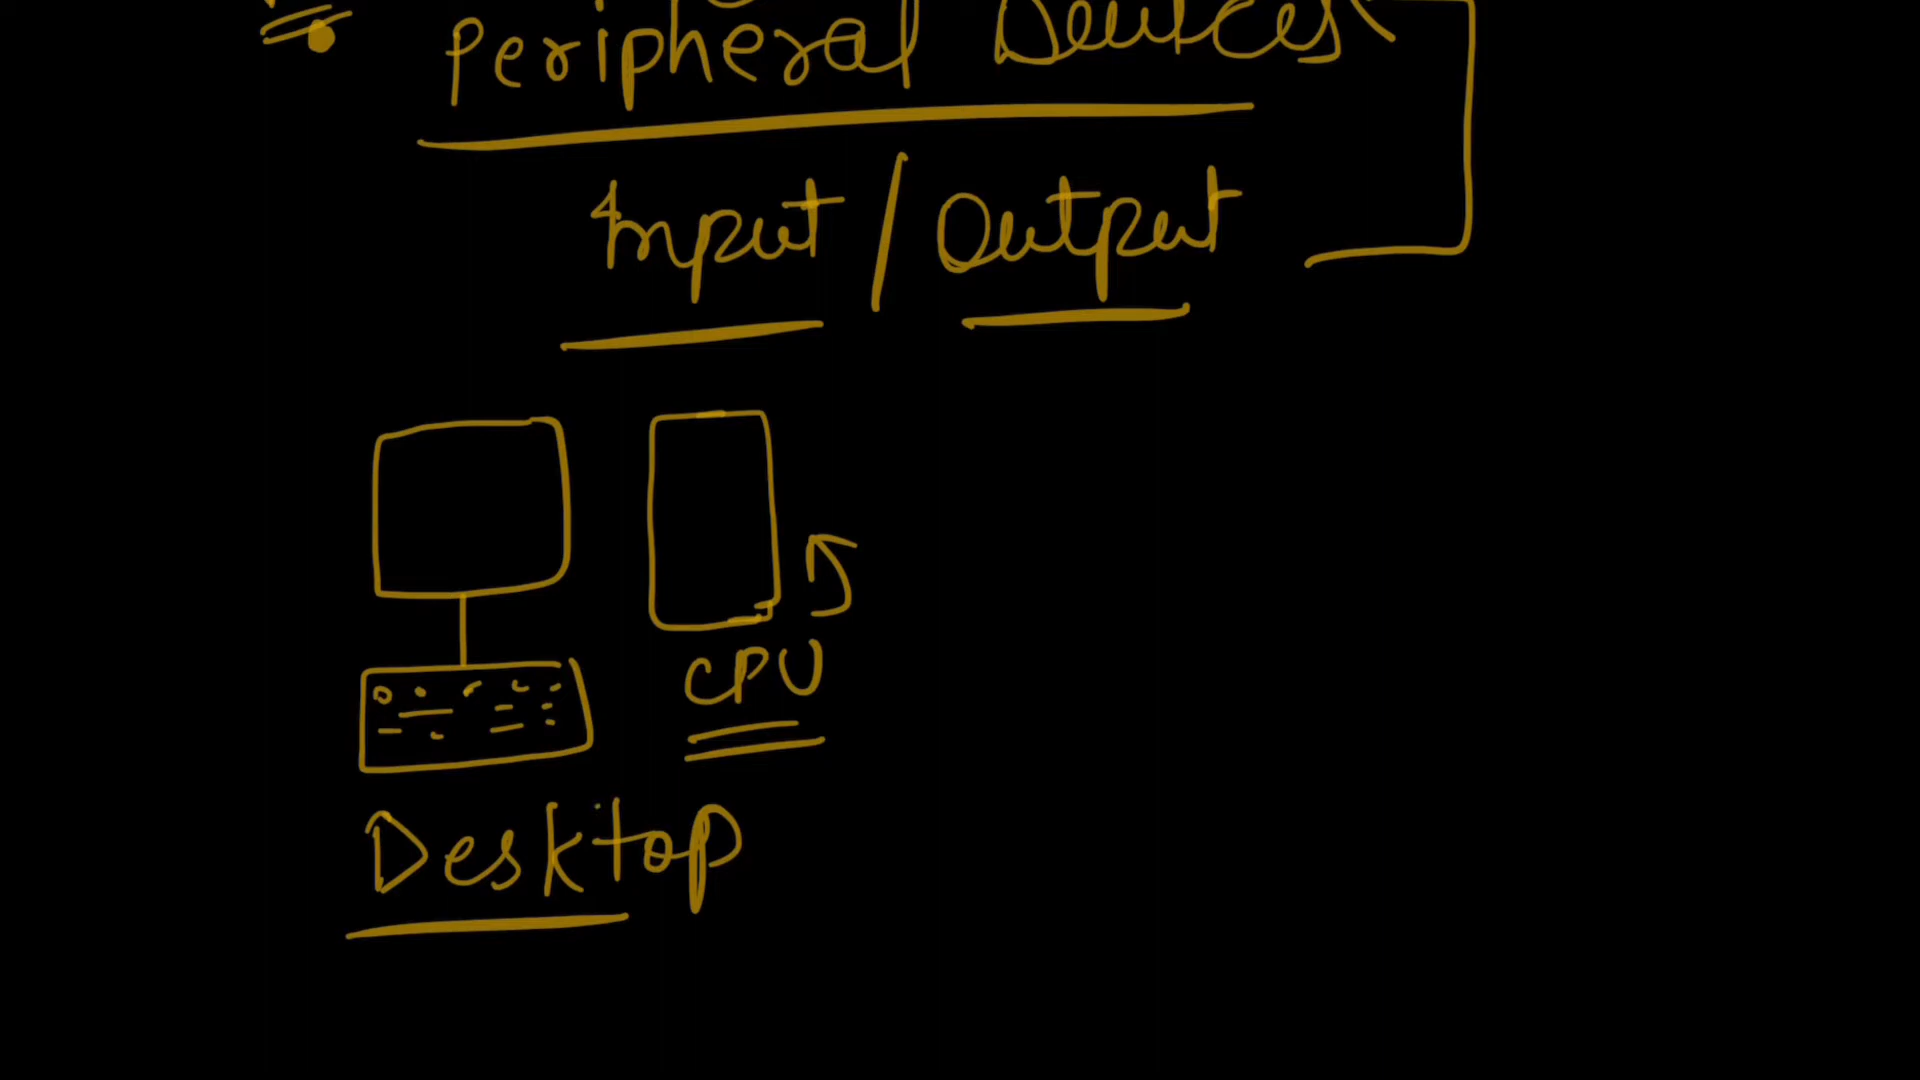 Peripheral Devices
Input / Output
CPU
Desktop